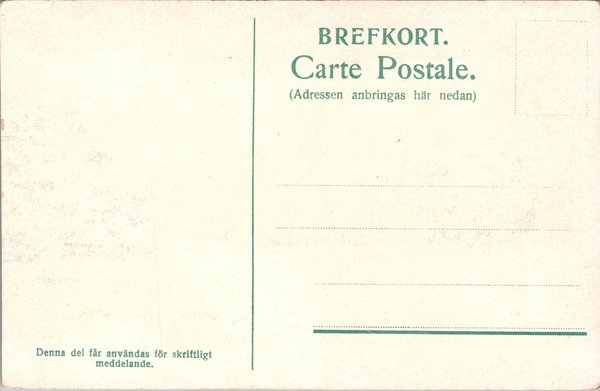 BREFKORT.
Carte Postale.
(Adressen anbringas här nedan)
Denna del får användas för skriftligt
meddelande.